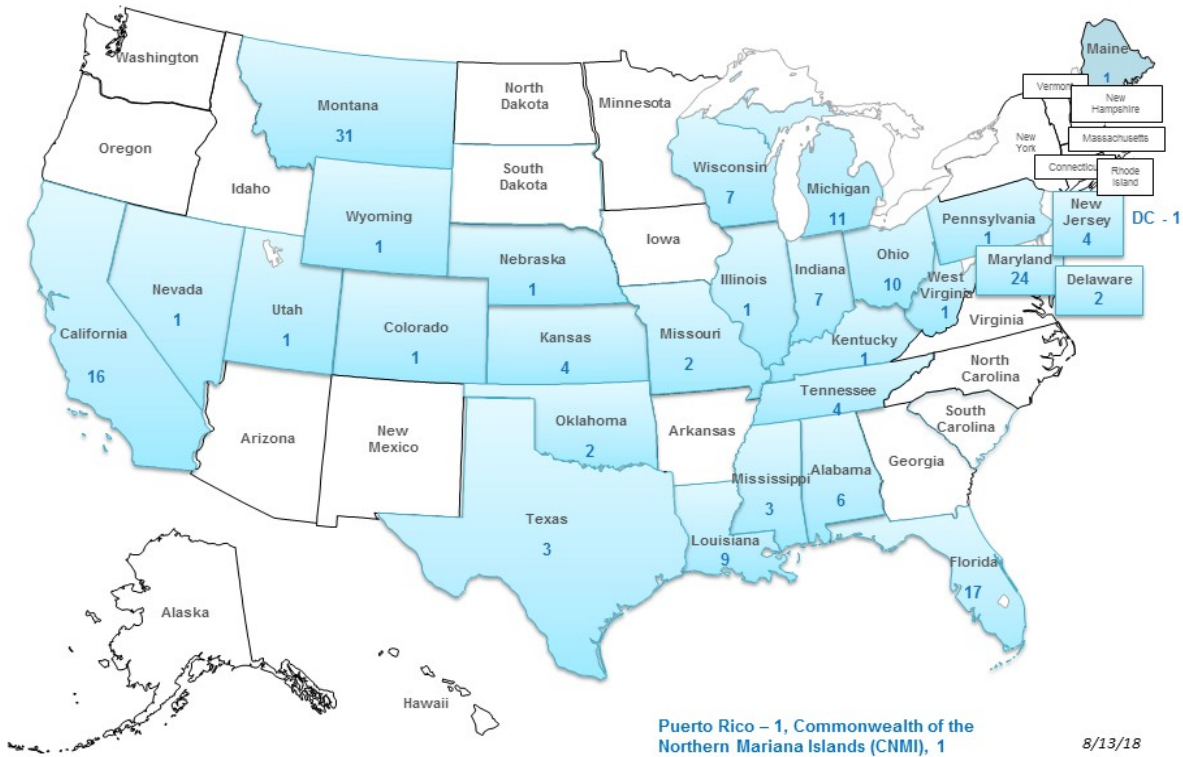 Washington
Oregon
Idaho
Montana
31
North
Dakota
Minnesota
South
Dakota
Wyoming
1
Nebraska
1
Iowa
Wisconsin
7
Michigan
11
Maine
1
Vermont
New
Hampshire
New
York
Massachusetts
Connecticu
Rhode
Island
New
Jersey
4
DC - 1
Pennsylvania
1
Maryland
24
Delaware
2
California
16
Nevada
1
Utah
1
Colorado
1
Kansas
4
Missouri
2
Illinois
1
Indiana
7
Ohio
10
West
Virginia
1
Virginia
Kentucky
1
North
Carolina
Tennessee
4
South
Carolina
Arizona
New
Mexico
Oklahoma
2
Arkansas
Mississippi
3
Alabama
6
Georgia
Texas
3
Louisiana
9
Florida
17
Alaska
Hawaii
Puerto Rico – 1, Commonwealth of the
Northern Mariana Islands (CNMI), 1
8/13/18